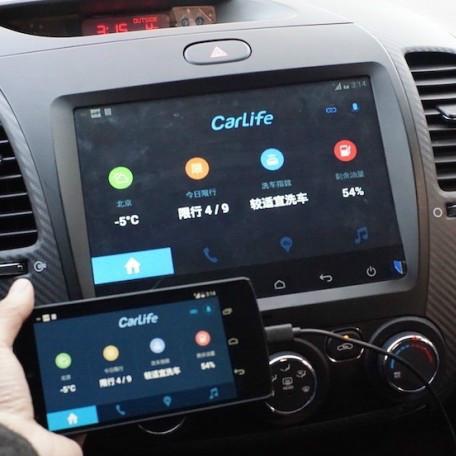 3:15
OUTSIDE
3:14
CarLife
北京
-5°C
今日限行
限行 4 / 9
洗车指数
较适宜洗车
剩余油量
54%
3:14
CarLife
北京
-5°C
今日限行
限行 4 / 9
洗车指数
较适宜洗车
剩余油量
54%